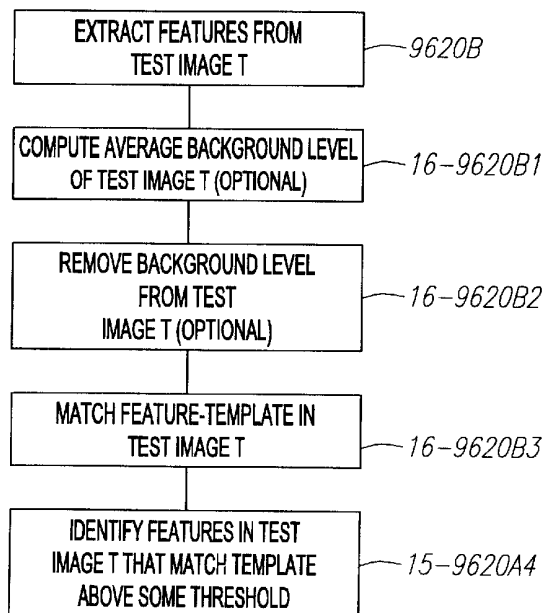 EXTRACT FEATURES FROM
TEST IMAGE T
9620B
COMPUTE AVERAGE BACKGROUND LEVEL
OF TEST IMAGE T (OPTIONAL)
16-9620B1
REMOVE BACKGROUND LEVEL
FROM TEST
IMAGE T (OPTIONAL)
16-9620B2
MATCH FEATURE-TEMPLATE IN
TEST IMAGE T
16-9620B3
IDENTIFY FEATURES IN TEST
IMAGE T THAT MATCH TEMPLATE
ABOVE SOME THRESHOLD
15-9620A4